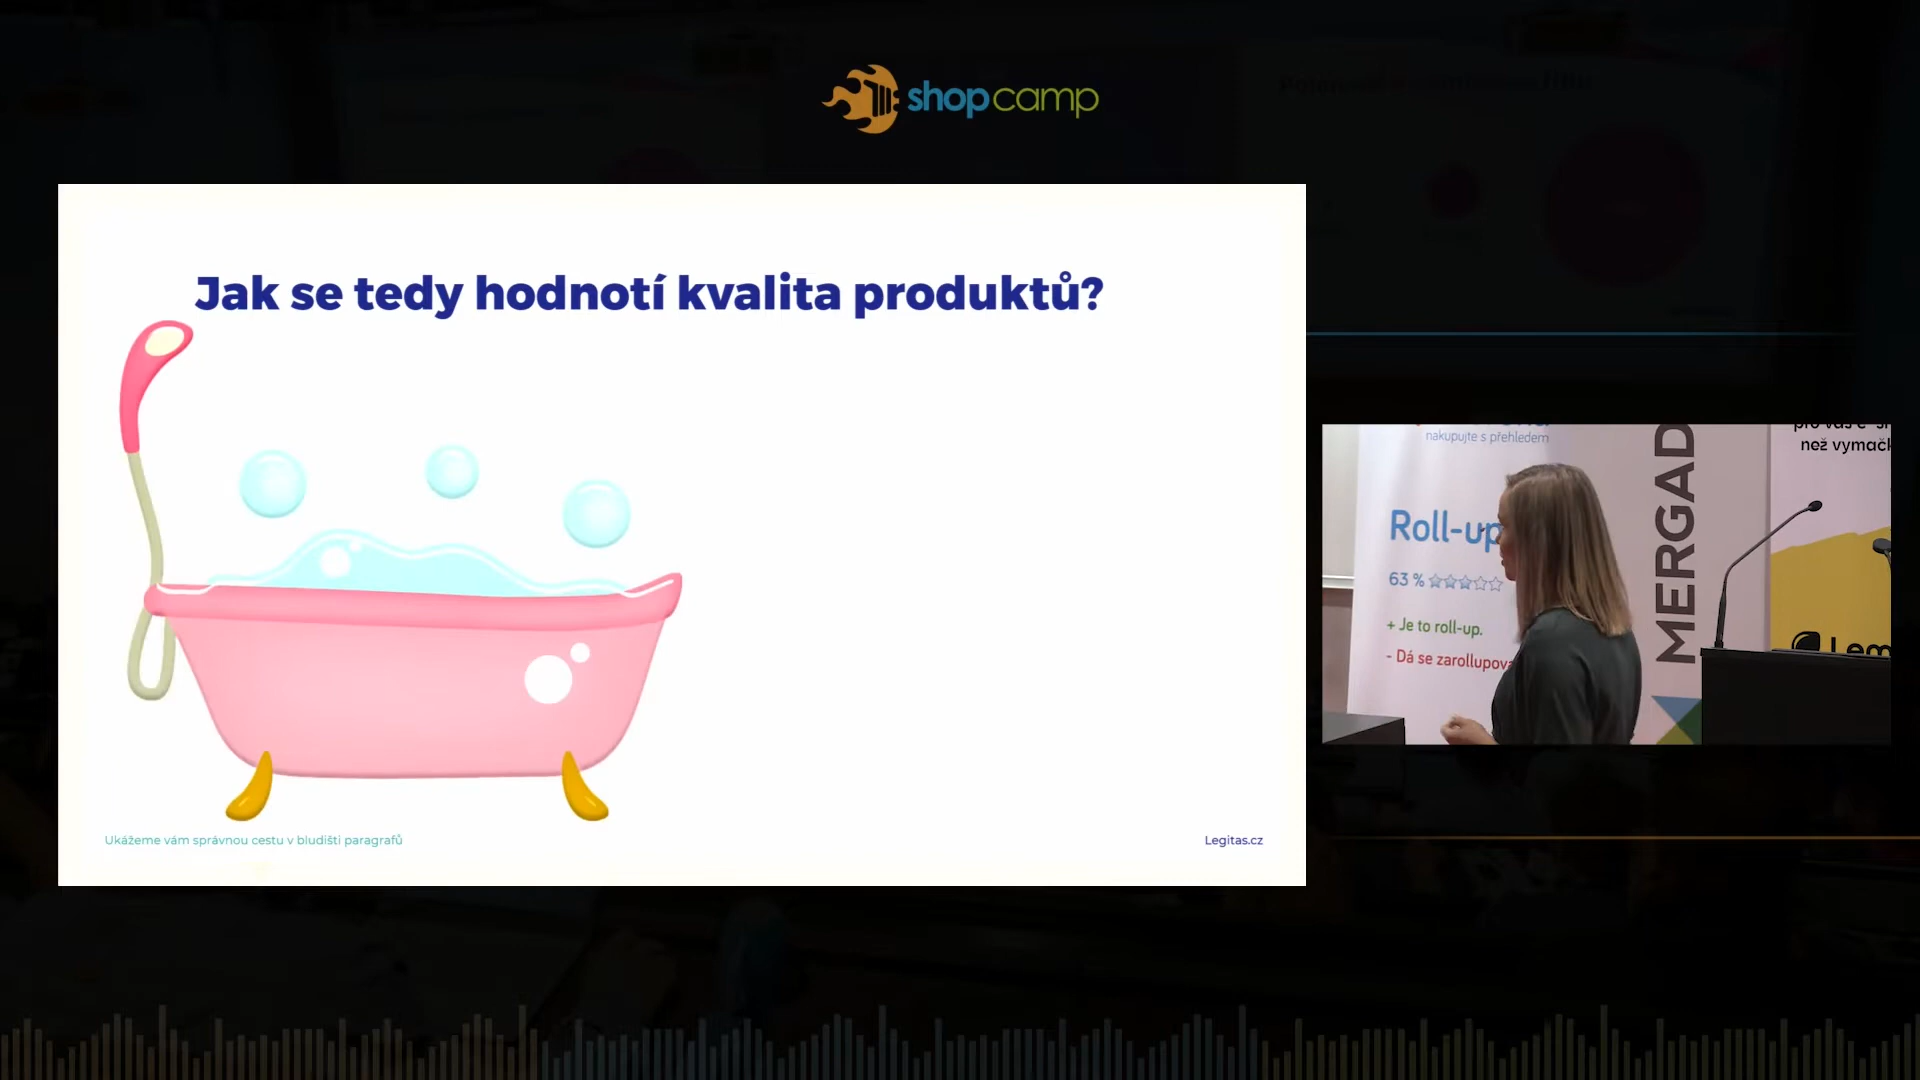 shopcamp
Jak se tedy hodnotí kvalita produktů?
Ukážeme vám správnou cestu v bludišti paragrafů
Legitas.cz
nakupujte s přehledem
Roll-up
63 %
+ Je to roll-up.
- Dá se zarollupova
MERGAD
než vymačk
Lem